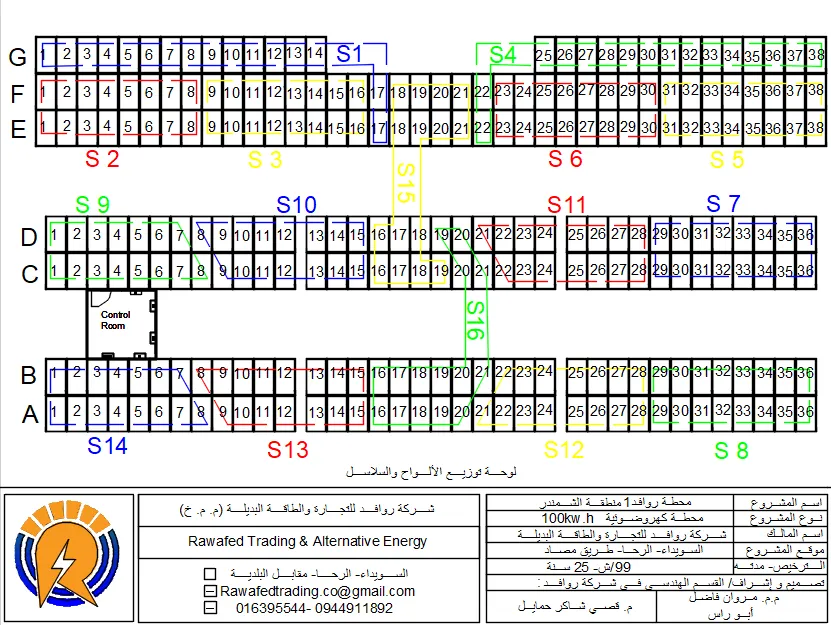 G 1 2 3 4 5 6 7 8 9 10 11 12 13 14 S1 S4 25 26 27 28 29 30 31 32 33 34 35 36 37 38
F 1 2 3 4 5 6 7 8 9 10 11 12 13 14 15 16 17 18 19 20 21 22 23 24 25 26 27 28 29 30 31 32 33 34 35 36 37 38
E 1 2 3 4 5 6 7 8 9 10 11 12 13 14 15 16 17 18 19 20 21 22 23 24 25 26 27 28 29 30 31 32 33 34 35 36 37 38
S 2 S 3 S15 S 6 S 5
S 9 S10 S11 S 7
D 1 2 3 4 5 6 7 8 9 10 11 12 13 14 15 16 17 18 19 20 21 22 23 24 25 26 27 28 29 30 31 32 33 34 35 36
C 1 2 3 4 5 6 7 8 9 10 11 12 13 14 15 16 17 18 19 20 21 22 23 24 25 26 27 28 29 30 31 32 33 34 35 36
Control
Room
S16
B 1 2 3 4 5 6 7 8 9 10 11 12 13 14 15 16 17 18 19 20 21 22 23 24 25 26 27 28 29 30 31 32 33 34 35 36
A 1 2 3 4 5 6 7 8 9 10 11 12 13 14 15 16 17 18 19 20 21 22 23 24 25 26 27 28 29 30 31 32 33 34 35 36
S14 S13 S12 S 8
لوحة توزيع الألواح والسلاسل
شركة روافد للتجارة والطاقة البديلة (م. م. خ)
Rawafed Trading & Alternative Energy
السويداء- الرحا- مقابل البلدية
Rawafedtrading.co@gmail.com
016395544- 0944911892
اسم المشروع محطة روافد1 منطقة الشمندر
نوع المشروع محطة كهروضوئية 100kw.h
اسم المالك شركة روافد للتجارة والطاقة البديلة
موقع المشروع السويداء- الرحا- طريق مصاد
الترخيص- مدته 99/ش- 25 سنة
تصميم و إشراف/ القسم الهندسي في شركة روافد :
م.م. مروان فاضل أبو راس
م. قصي شاكر حمايل